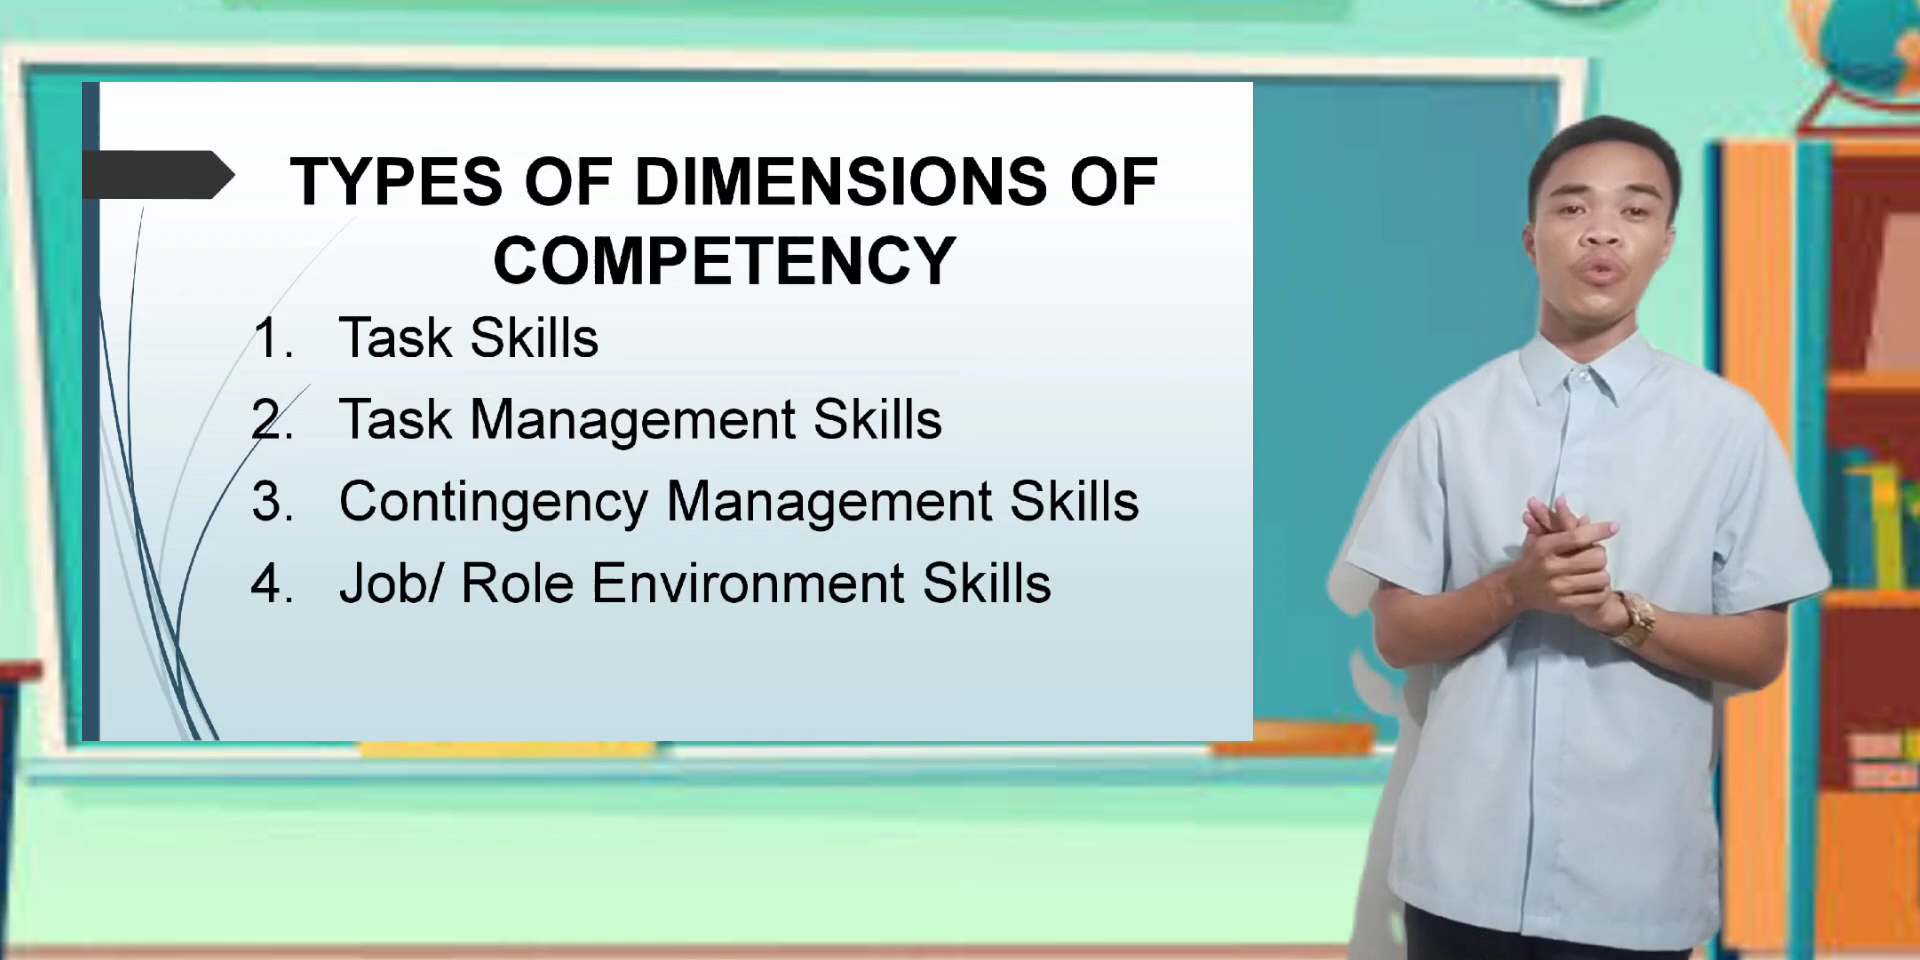 TYPES OF DIMENSIONS OF
COMPETENCY
1. Task Skills
2. Task Management Skills
3. Contingency Management Skills
4. Job/ Role Environment Skills